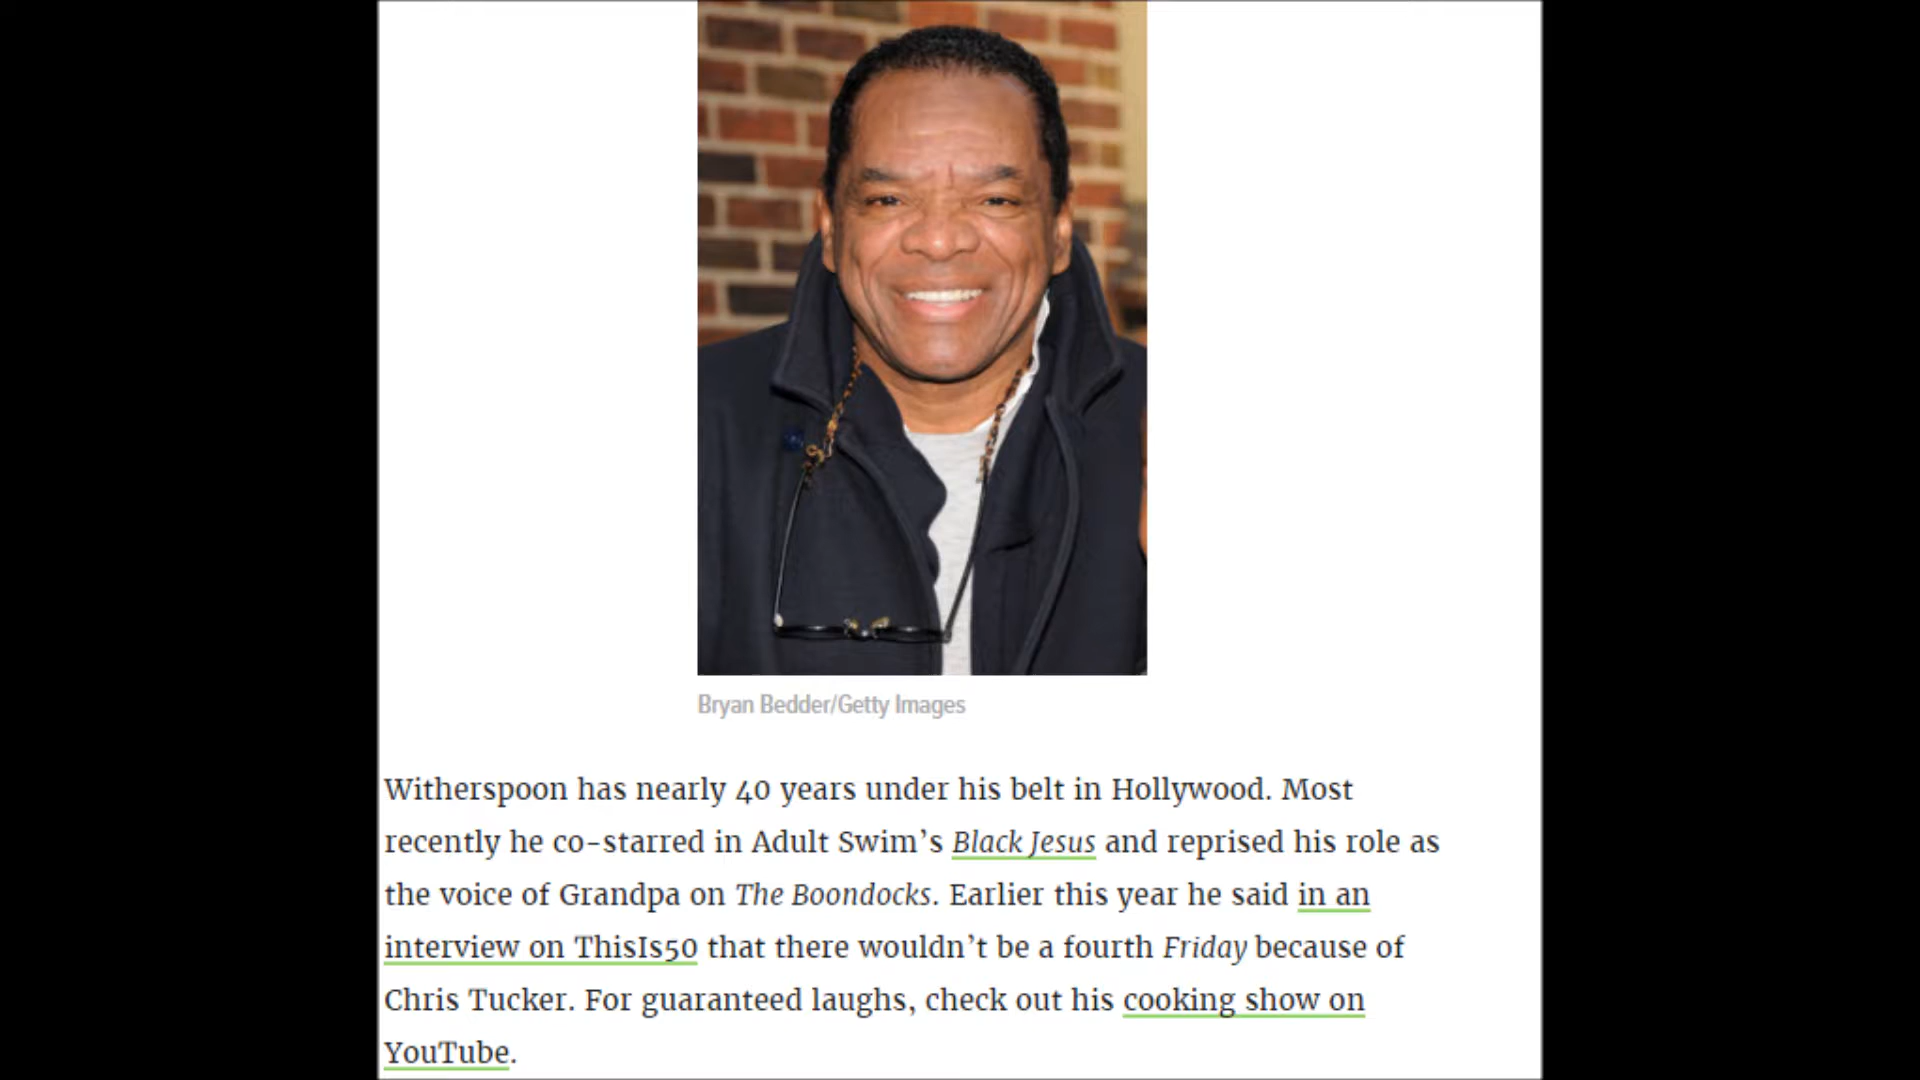 Bryan Bedder/Getty Images
Witherspoon has nearly 40 years under his belt in Hollywood. Most
recently he co-starred in Adult Swim’s Black Jesus and reprised his role as
the voice of Grandpa on The Boondocks. Earlier this year he said in an
interview on ThisIs50 that there wouldn’t be a fourth Friday because of
Chris Tucker. For guaranteed laughs, check out his cooking show on
YouTube.